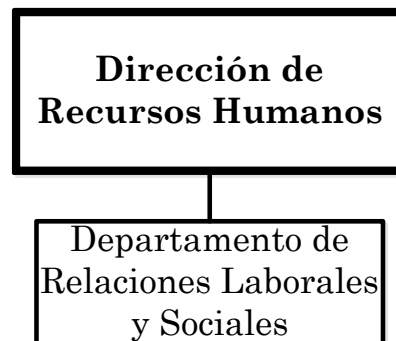 Dirección de
Recursos Humanos
Departamento de
Relaciones Laborales
y Sociales